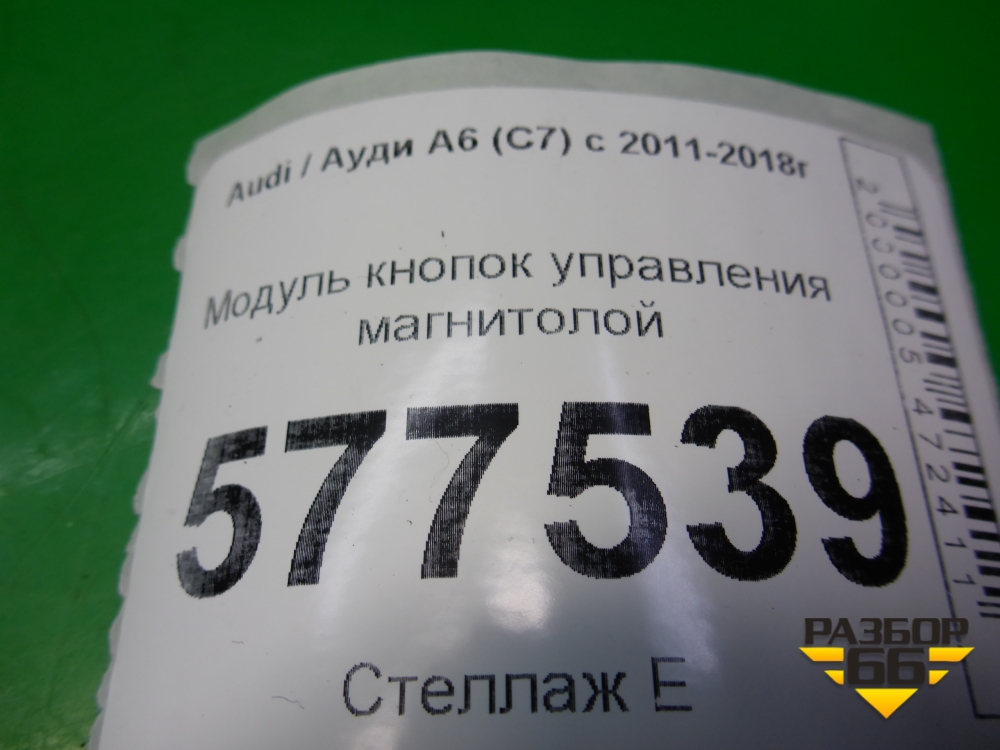 Audi / Ауди А6 (С7) с 2011-2018г
Модуль кнопок управления
магнитолой
577539
Стеллаж Е
2000005472411
РАЗБОР
66